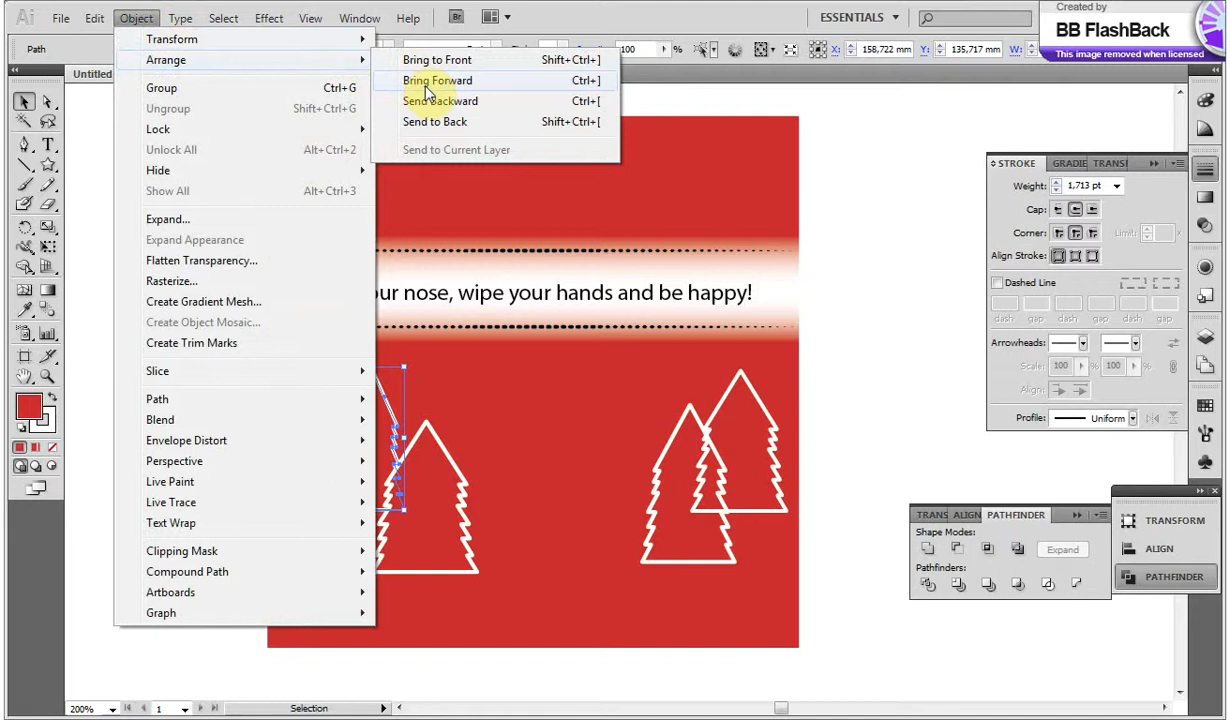 Ai File Edit Object Type Select Effect View Window Help Br ESSENTIALS
Created by
BB FlashBack
This image removed when licensed
Path 100 % X: 158,722 mm Y: 135,717 mm W:
Untitled
Transform
Arrange
Group Ctrl+G
Ungroup Shift+Ctrl+G
Lock
Unlock All Alt+Ctrl+2
Hide
Show All Alt+Ctrl+3
Expand...
Expand Appearance
Flatten Transparency...
Rasterize...
Create Gradient Mesh...
Create Object Mosaic...
Create Trim Marks
Slice
Path
Blend
Envelope Distort
Perspective
Live Paint
Live Trace
Text Wrap
Clipping Mask
Compound Path
Artboards
Graph
Bring to Front Shift+Ctrl+]
Bring Forward Ctrl+]
Send Backward Ctrl+[
Send to Back Shift+Ctrl+[
Send to Current Layer
our nose, wipe your hands and be happy!
STROKE GRADIE TRANSI
Weight: 1,713 pt
Cap:
Corner: Limit: x
Align Stroke:
Dashed Line
dash gap dash gap dash gap
Arrowheads:
Scale: 100 % 100 %
Align:
Profile: Uniform
TRANS ALIGN PATHFINDER
Shape Modes:
Expand
Pathfinders:
TRANSFORM
ALIGN
PATHFINDER
200% 1 Selection